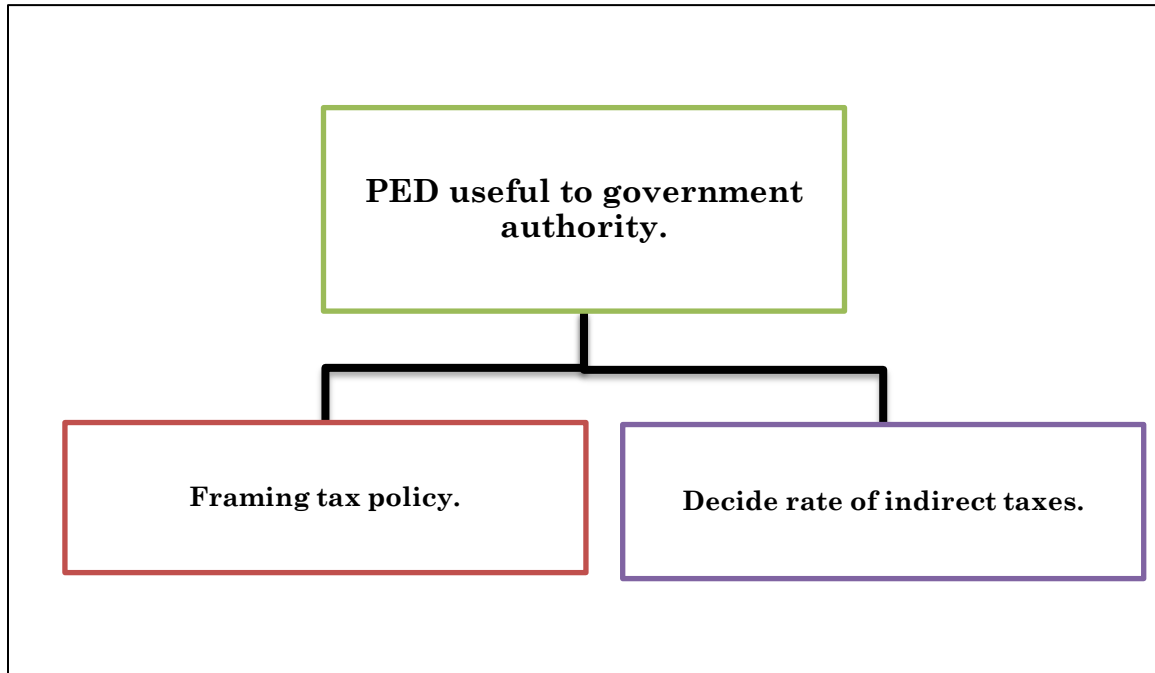 PED useful to government
authority.
Framing tax policy.
Decide rate of indirect taxes.